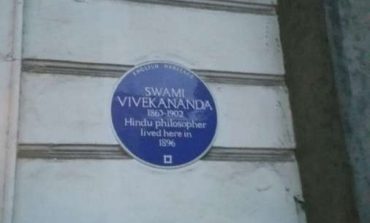 ENGLISH HERITAGE
SWAMI
VIVEKANANDA
1863-1902
Hindu philosopher
lived here in
1896